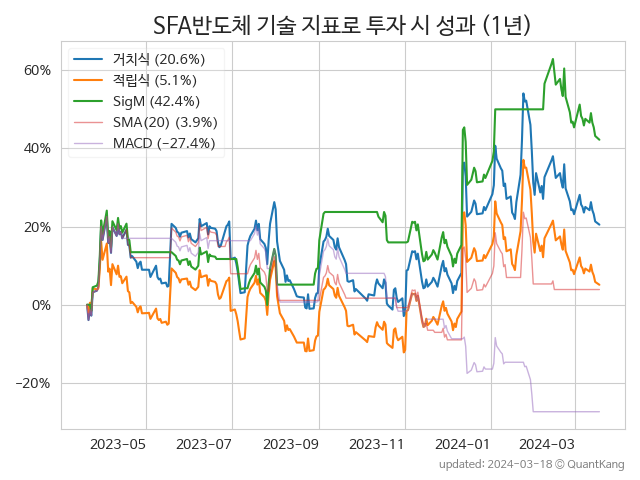 SFA반도체 기술 지표로 투자 시 성과 (1년)
거치식 (20.6%)
적립식 (5.1%)
SigM (42.4%)
SMA(20) (3.9%)
MACD (−27.4%)
60%
40%
20%
0%
−20%
2023-05 2023-07 2023-09 2023-11 2024-01 2024-03
updated: 2024-03-18 © QuantKang